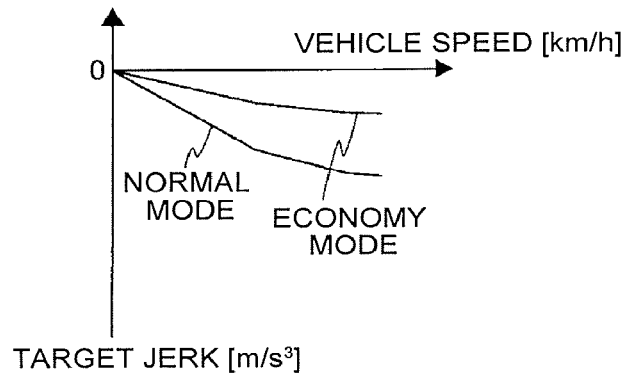 VEHICLE SPEED [km/h]
0
NORMAL
MODE
ECONOMY
MODE
TARGET JERK [m/s³]